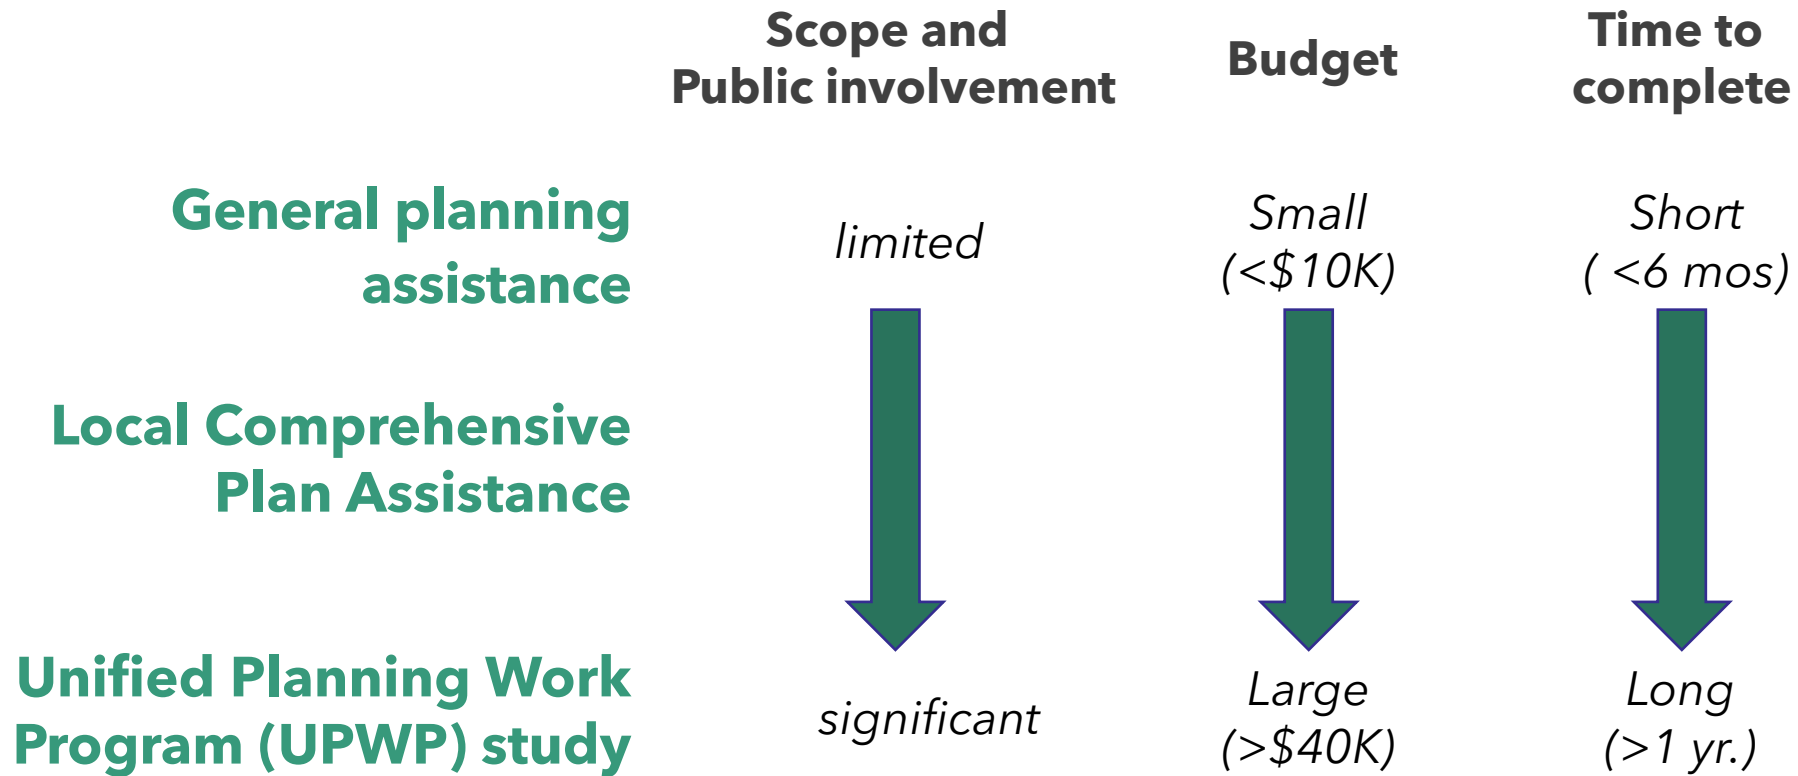 Scope and
Public involvement
Budget
Time to
complete
General planning
assistance
limited
Small
(<$10K)
Short
( <6 mos)
Local Comprehensive
Plan Assistance
Unified Planning Work
Program (UPWP) study
significant
Large
(>$40K)
Long
(>1 yr.)